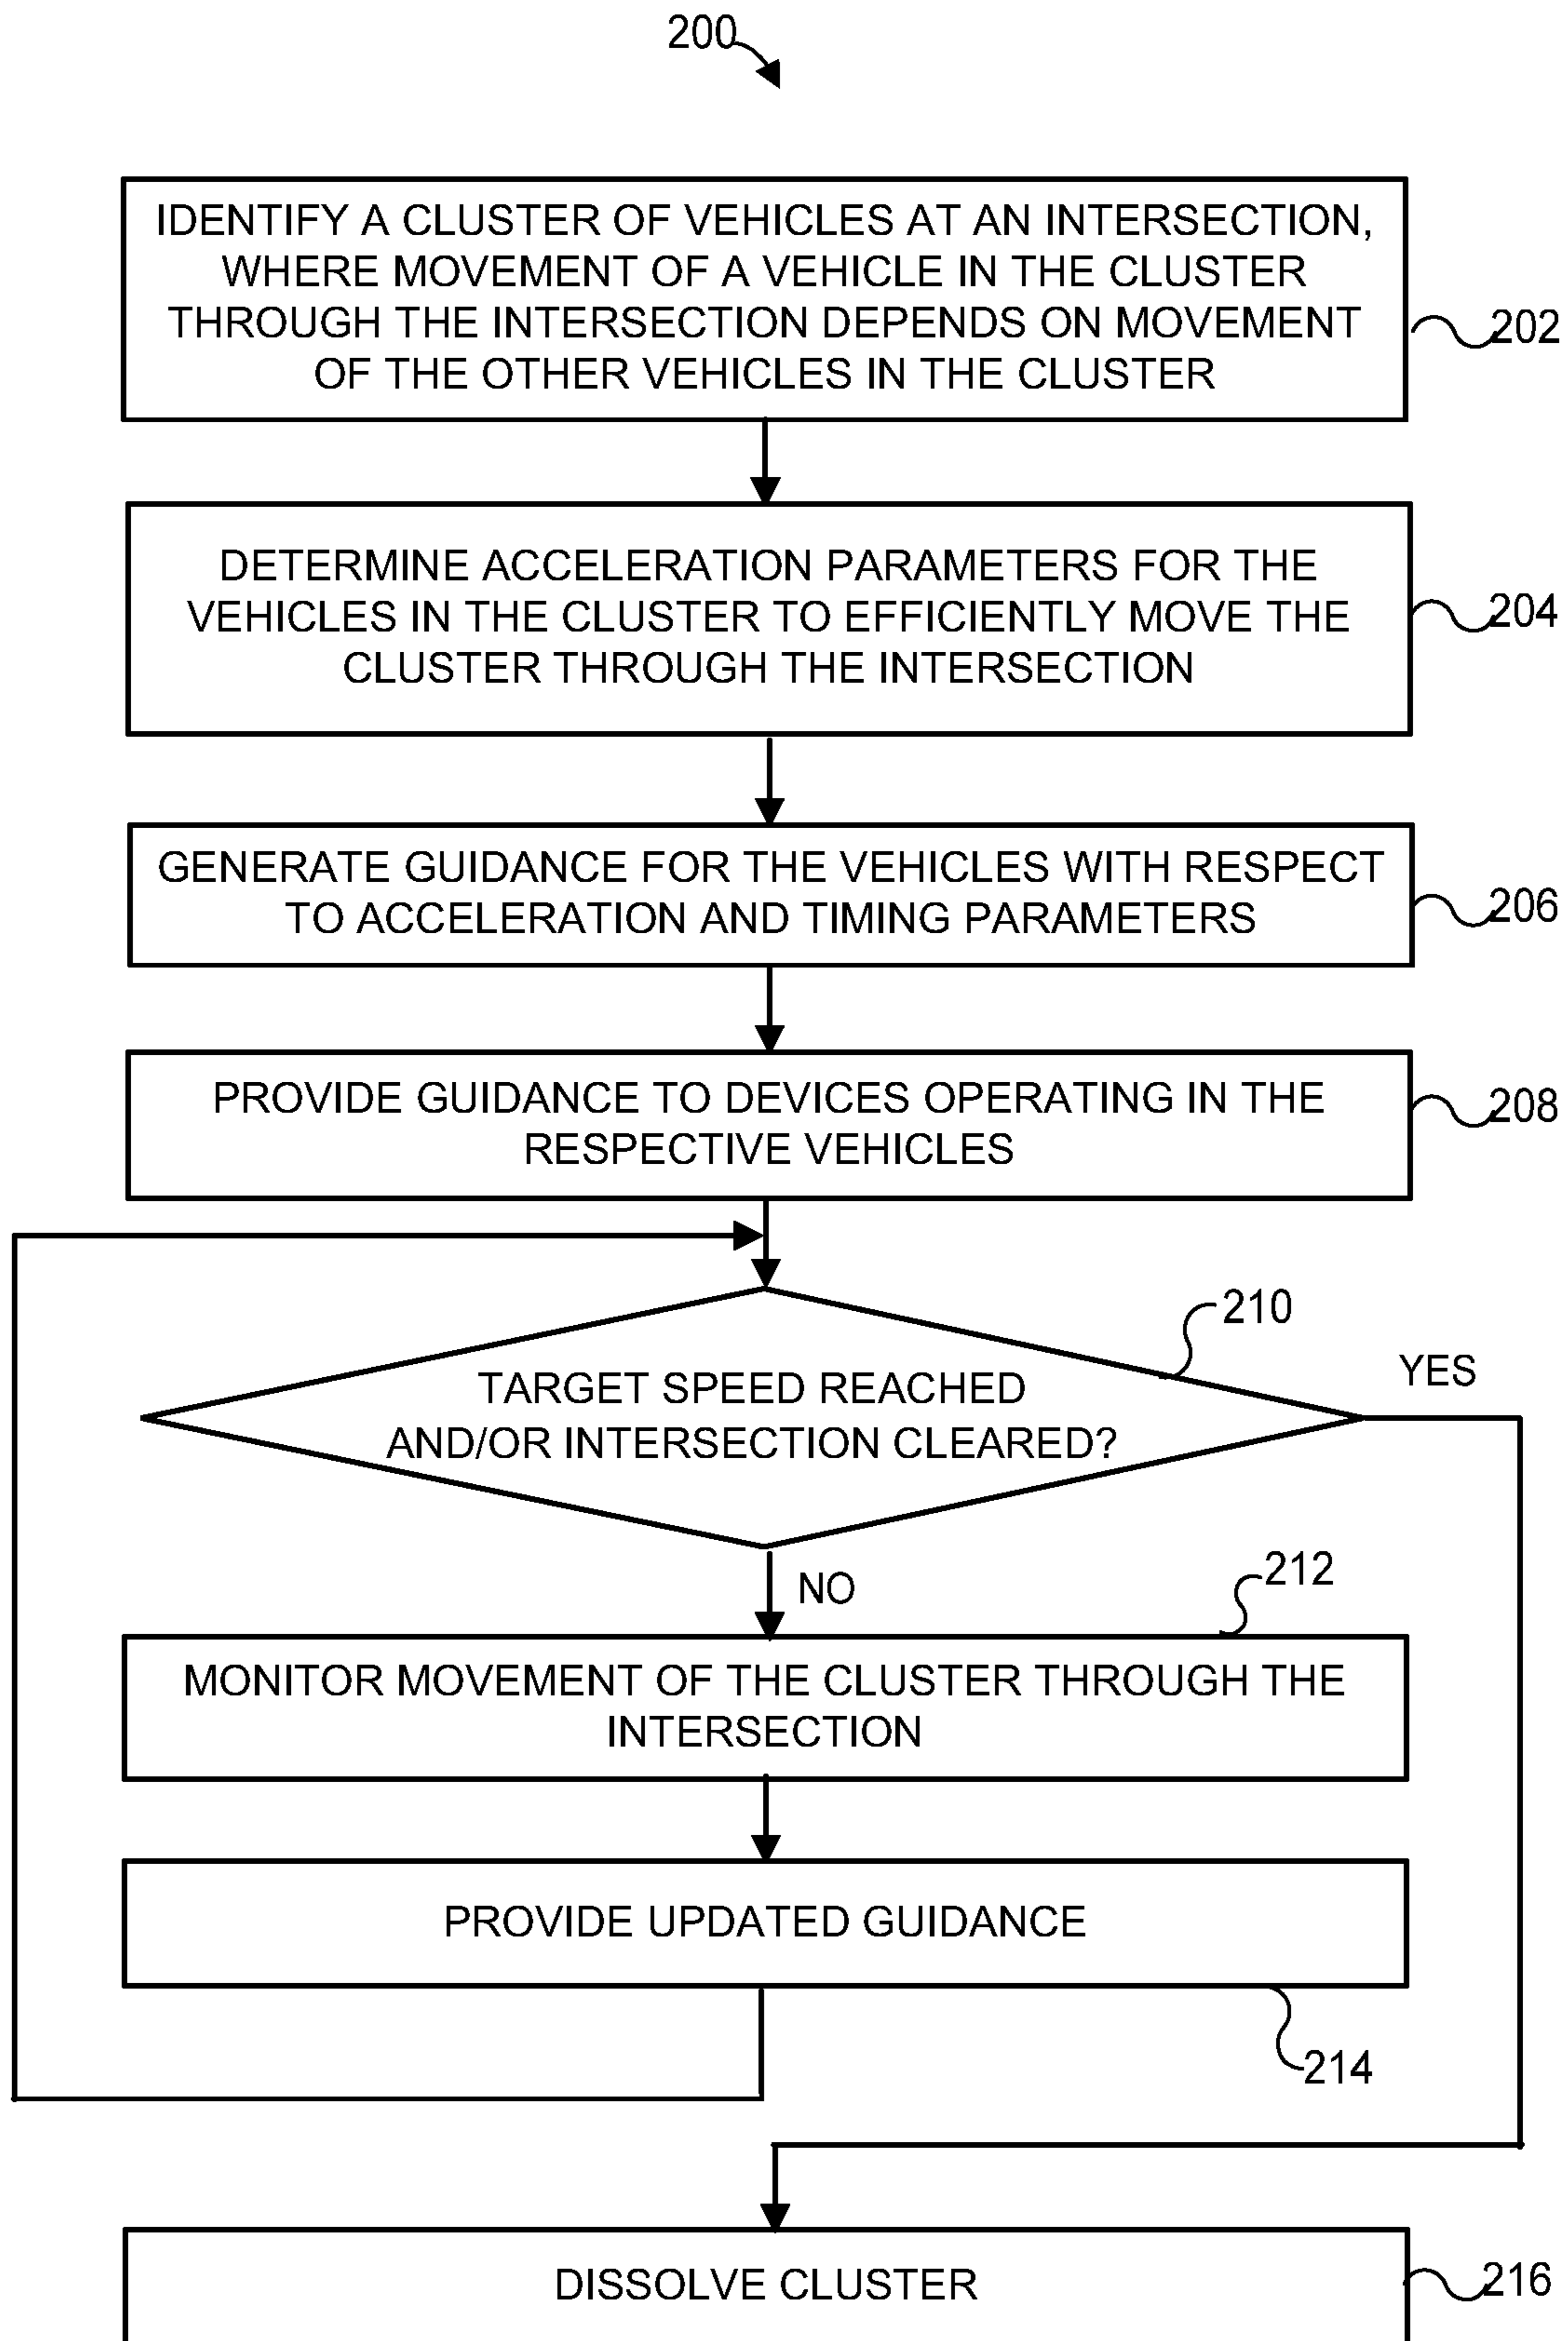 200
IDENTIFY A CLUSTER OF VEHICLES AT AN INTERSECTION,
WHERE MOVEMENT OF A VEHICLE IN THE CLUSTER
THROUGH THE INTERSECTION DEPENDS ON MOVEMENT
OF THE OTHER VEHICLES IN THE CLUSTER
202
DETERMINE ACCELERATION PARAMETERS FOR THE
VEHICLES IN THE CLUSTER TO EFFICIENTLY MOVE THE
CLUSTER THROUGH THE INTERSECTION
204
GENERATE GUIDANCE FOR THE VEHICLES WITH RESPECT
TO ACCELERATION AND TIMING PARAMETERS
206
PROVIDE GUIDANCE TO DEVICES OPERATING IN THE
RESPECTIVE VEHICLES
208
210
YES
TARGET SPEED REACHED
AND/OR INTERSECTION CLEARED?
NO
212
MONITOR MOVEMENT OF THE CLUSTER THROUGH THE
INTERSECTION
PROVIDE UPDATED GUIDANCE
214
DISSOLVE CLUSTER
216